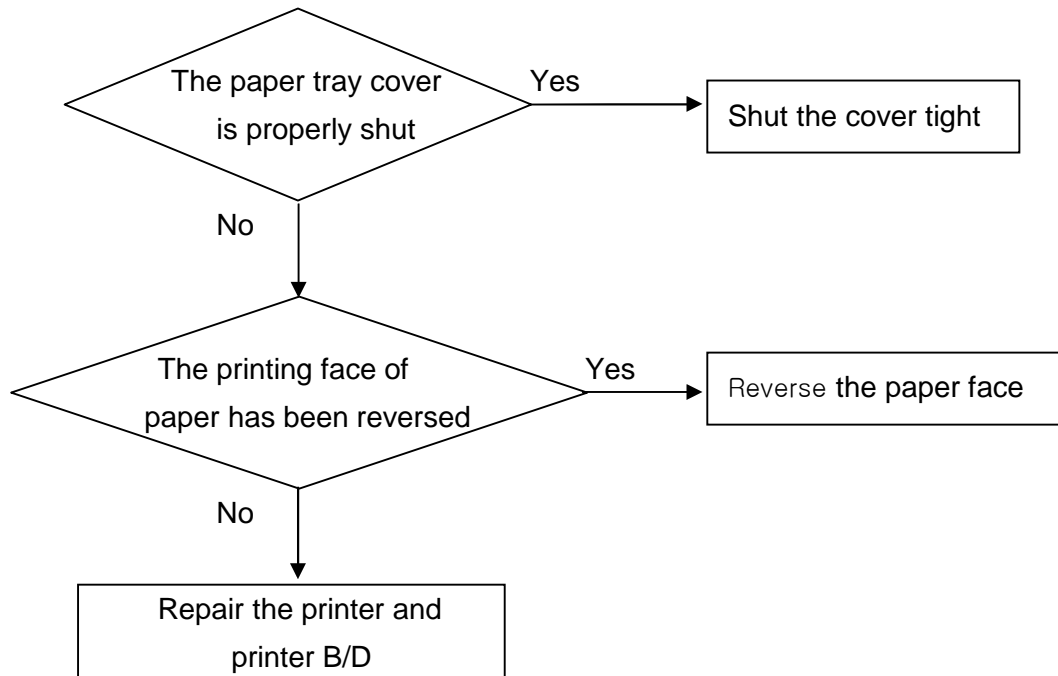 The paper tray cover
is properly shut
Yes
Shut the cover tight
No
The printing face of
paper has been reversed
Yes
Reverse the paper face
No
Repair the printer and
printer B/D